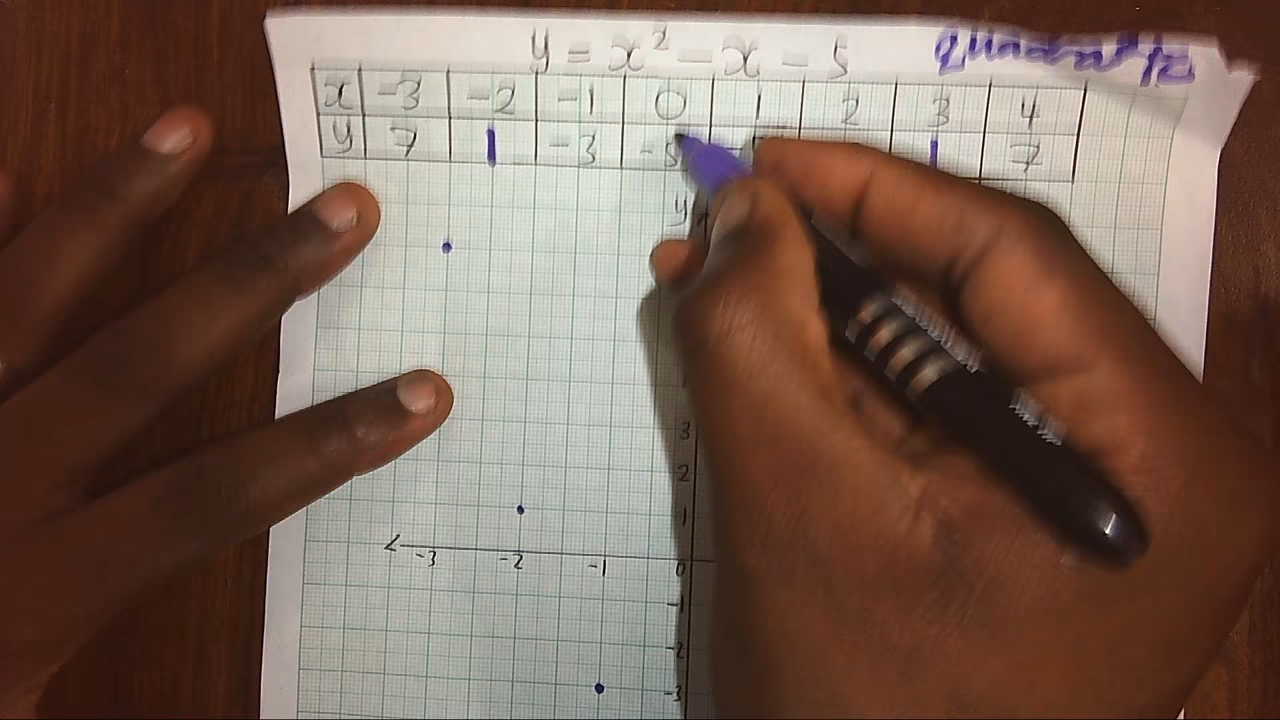 y = x² - x - 5 quadratic
x -3 -2 -1 0 1 2 3 4
y 7 1 -3 -5 1 7
y
3
2
1
-3 -2 -1 0
-1
-2
-3